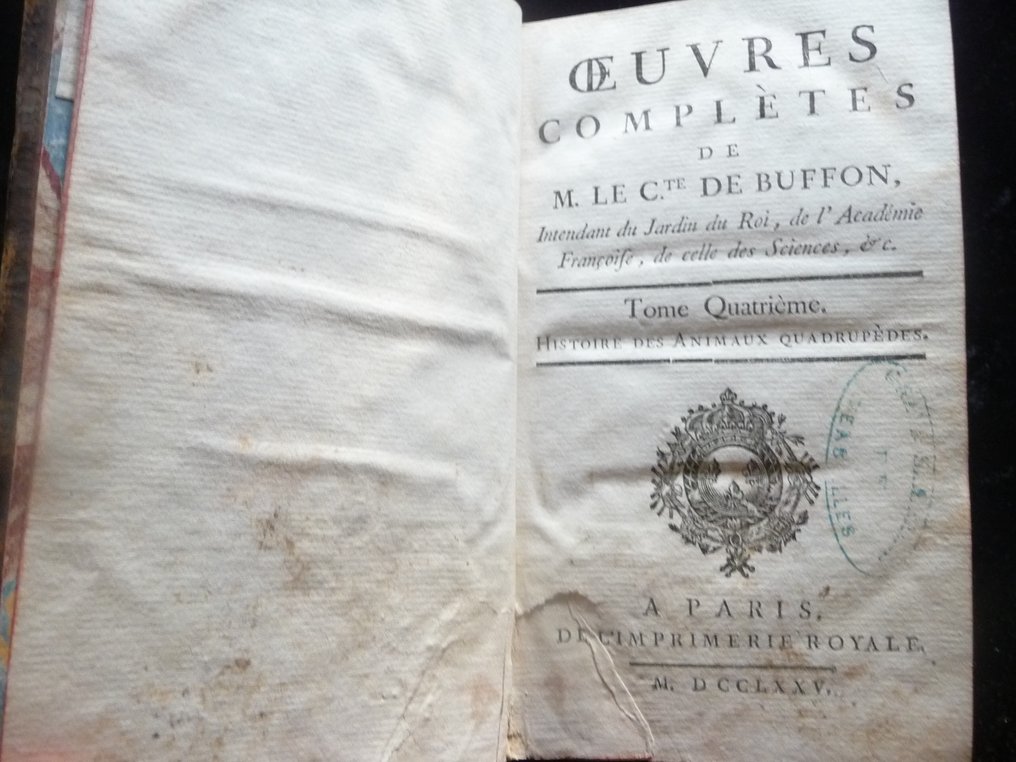 ŒUVRES
COMPLÈTES
DE
M. LE C.TE DE BUFFON,
Intendant du Jardin du Roi, de l'Académie
Françoise, de celle des Sciences, &c.
Tome Quatrième.
HISTOIRE DES ANIMAUX QUADRUPÈDES.
A PARIS,
DE L'IMPRIMERIE ROYALE.
M. DCCLXXV.